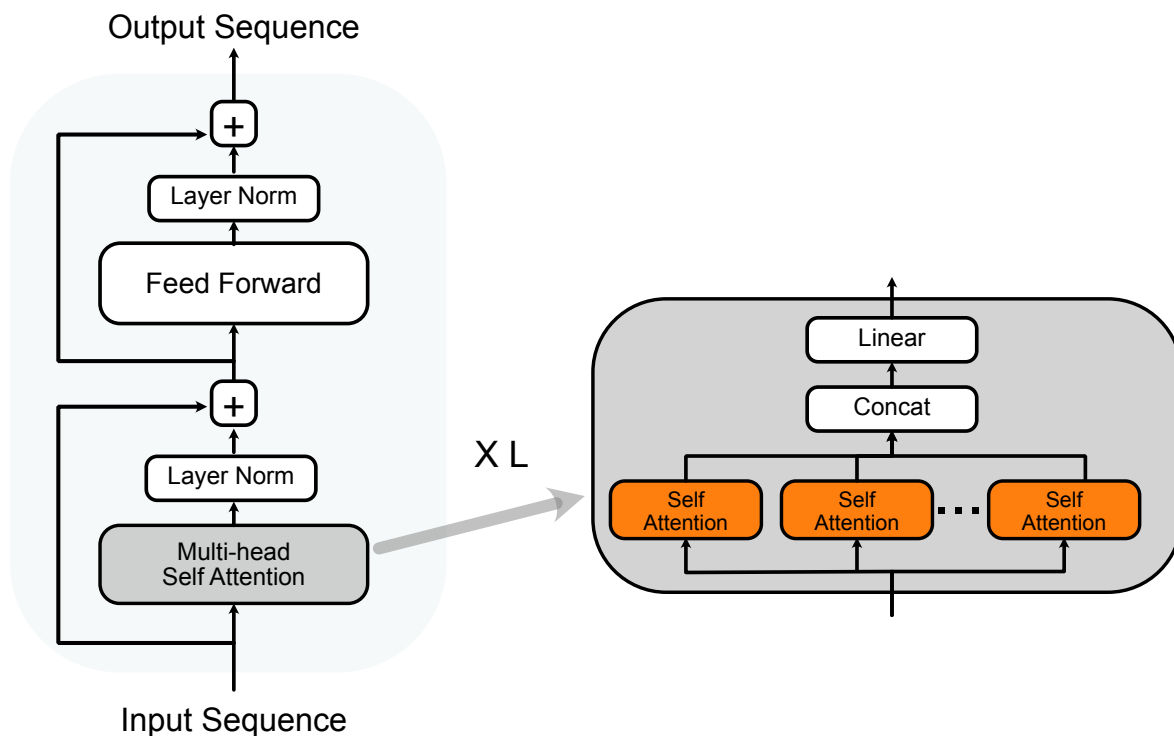 Output Sequence
+
Layer Norm
Feed Forward
+
Layer Norm
Multi-head
Self Attention
Input Sequence
X L
Linear
Concat
Self
Attention
Self
Attention
Self
Attention